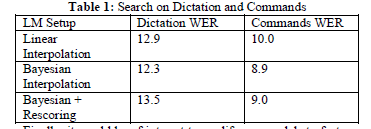 Table 1: Search on Dictation and Commands
LM Setup Dictation WER Commands WER
Linear 12.9 10.0
Interpolation
Bayesian 12.3 8.9
Interpolation
Bayesian + 13.5 9.0
Rescoring